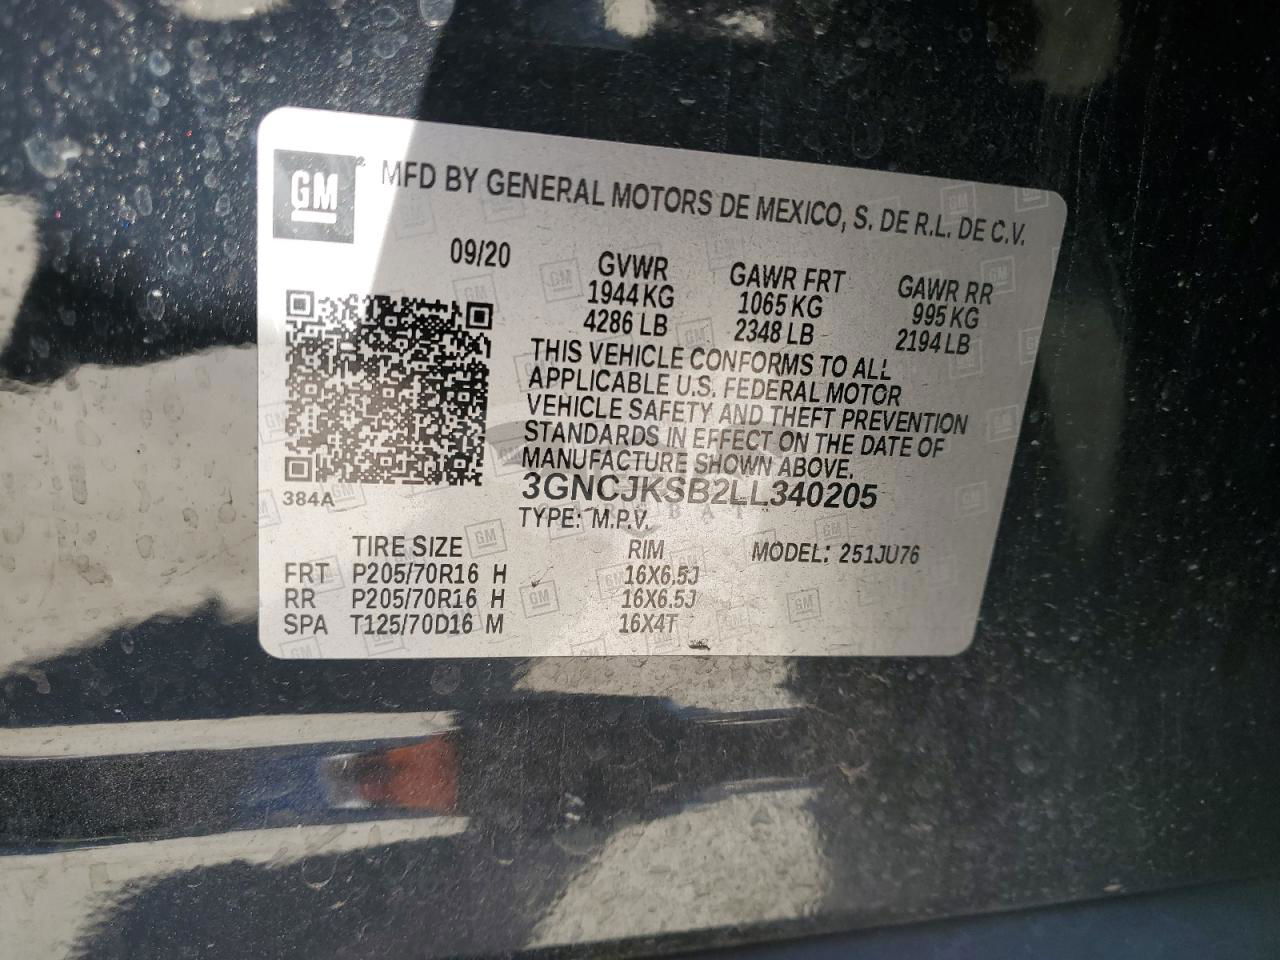 GM
MFD BY GENERAL MOTORS DE MEXICO, S. DE R.L. DE C.V.
09/20 GVWR GAWR FRT GAWR RR
1944 KG 1065 KG 995 KG
4286 LB 2348 LB 2194 LB
THIS VEHICLE CONFORMS TO ALL
APPLICABLE U.S. FEDERAL MOTOR
VEHICLE SAFETY AND THEFT PREVENTION
STANDARDS IN EFFECT ON THE DATE OF
MANUFACTURE SHOWN ABOVE.
384A
3GNCJKSB2LL340205
TYPE: M.P.V.
TIRE SIZE RIM MODEL: 251JU76
FRT P205/70R16 H 16X6.5J
RR P205/70R16 H 16X6.5J
SPA T125/70D16 M 16X4T